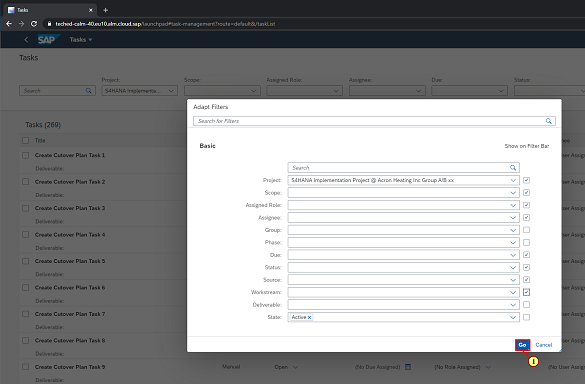 Tasks
teched-calm-40.eu10.alm.cloud.sap/launchpad#task-management?route=default&/taskList
SAP Tasks
Tasks
Project: Scope: Assigned Role: Assignee: Due: Status:
Search S4HANA Implementa...
Adapt Filters
Search for Filters
Basic Show on Filter Bar
Search
Project: S4HANA Implementation Project @ Acron Heating Inc Group A/B xx
Scope:
Assigned Role:
Assignee:
Group:
Phase:
Due:
Status:
Source:
Workstream:
Deliverable:
State: Active
Go Cancel
1
Tasks (269)
Title
Create Cutover Plan Task 1
Deliverable:
Create Cutover Plan Task 2
Deliverable:
Create Cutover Plan Task 3
Deliverable:
Create Cutover Plan Task 4
Deliverable:
Create Cutover Plan Task 5
Deliverable:
Create Cutover Plan Task 6
Deliverable:
Create Cutover Plan Task 7
Deliverable:
Create Cutover Plan Task 8
Deliverable:
Create Cutover Plan Task 9 Manual Open (No Due Assigned) (No Role Assigned) (No User Assigned
Deliverable: